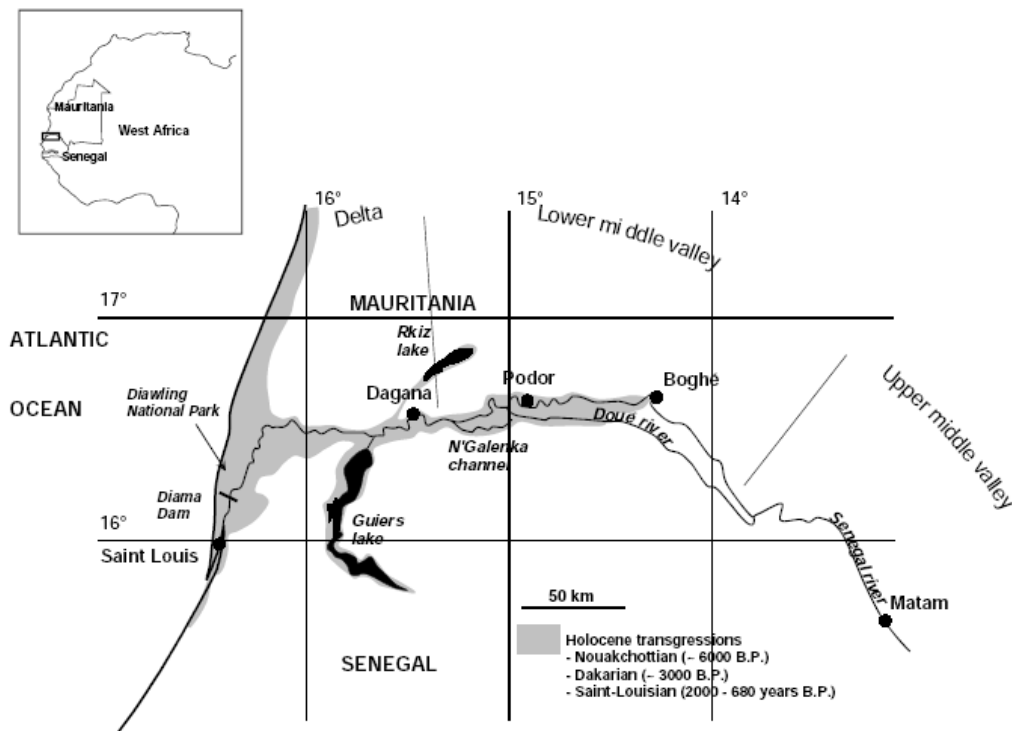 Mauritania
West Africa
Senegal
16°
15°
14°
Delta
Lower mi ddle valley
17°
MAURITANIA
ATLANTIC
OCEAN
Rkiz
lake
Diawling
National Park
Dagana
Podor
Boghé
Doue river
N'Galenka
channel
Upper middle valley
Diama
Dam
Guiers
lake
16°
Saint Louis
Senegal river
50 km
Matam
SENEGAL
Holocene transgressions
- Nouakchottian (~ 6000 B.P.)
- Dakarian (~ 3000 B.P.)
- Saint-Louisian (2000 - 680 years B.P.)